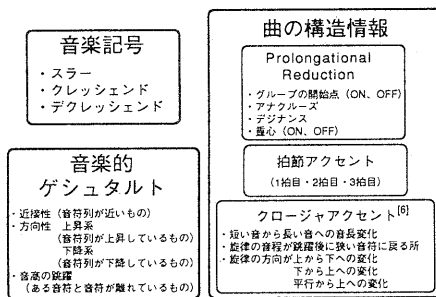 音楽記号
・スラー
・クレッシェンド
・デクレッシェンド
音楽的
ゲシュタルト
・近接性(音符列が近いもの)
・方向性 上昇系
(音符列が上昇しているもの)
下降系
(音符列が下降しているもの)
・音高の跳躍
(ある音符と音符が離れているもの)
曲の構造情報
Prolongational
Reduction
・グループの開始点(ON、OFF)
・アナクルーズ
・デジナンス
・重心(ON、OFF)
拍節アクセント
(1拍目・2拍目・3拍目)
クロージャアクセント[6]
・短い音から長い音への音長変化
・旋律の音程が跳躍後に狭い音符に戻る所
・旋律の方向が上から下への変化
下から上への変化
平行から上への変化